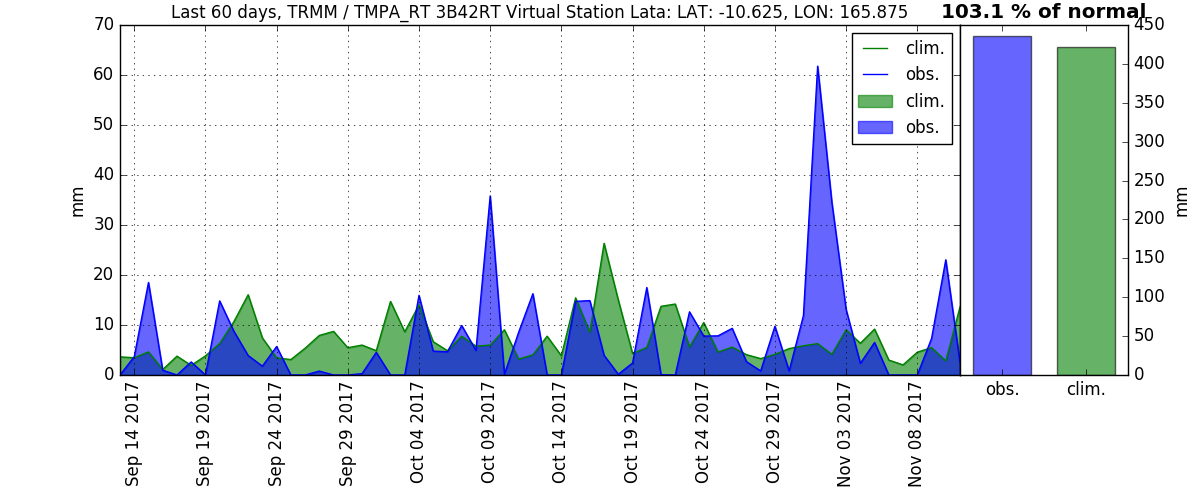 Last 60 days, TRMM / TMPA_RT 3B42RT Virtual Station Lata: LAT: -10.625, LON: 165.875
103.1 % of normal
70
60
50
40
30
20
10
0
mm
clim.
obs.
clim.
obs.
Sep 14 2017
Sep 19 2017
Sep 24 2017
Sep 29 2017
Oct 04 2017
Oct 09 2017
Oct 14 2017
Oct 19 2017
Oct 24 2017
Oct 29 2017
Nov 03 2017
Nov 08 2017
450
400
350
300
250
200
150
100
50
0
mm
obs.
clim.